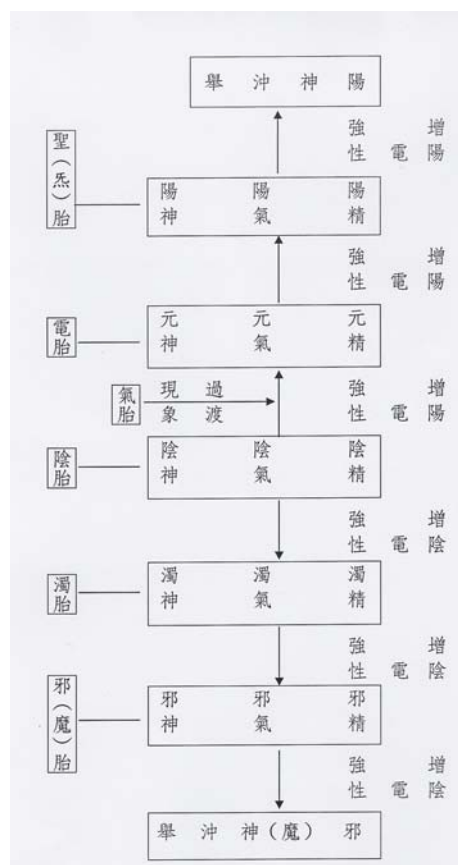 陽神沖舉
增強
陽電性
聖（炁）胎
陽精
陽氣
陽神
增強
陽電性
電胎
元精
元氣
元神
增強
陽電性
氣胎
過渡
現象
陰胎
陰精
陰氣
陰神
增強
陰電性
濁胎
濁精
濁氣
濁神
增強
陰電性
邪（魔）胎
邪精
邪氣
邪神
增強
陰電性
邪（魔）神沖舉